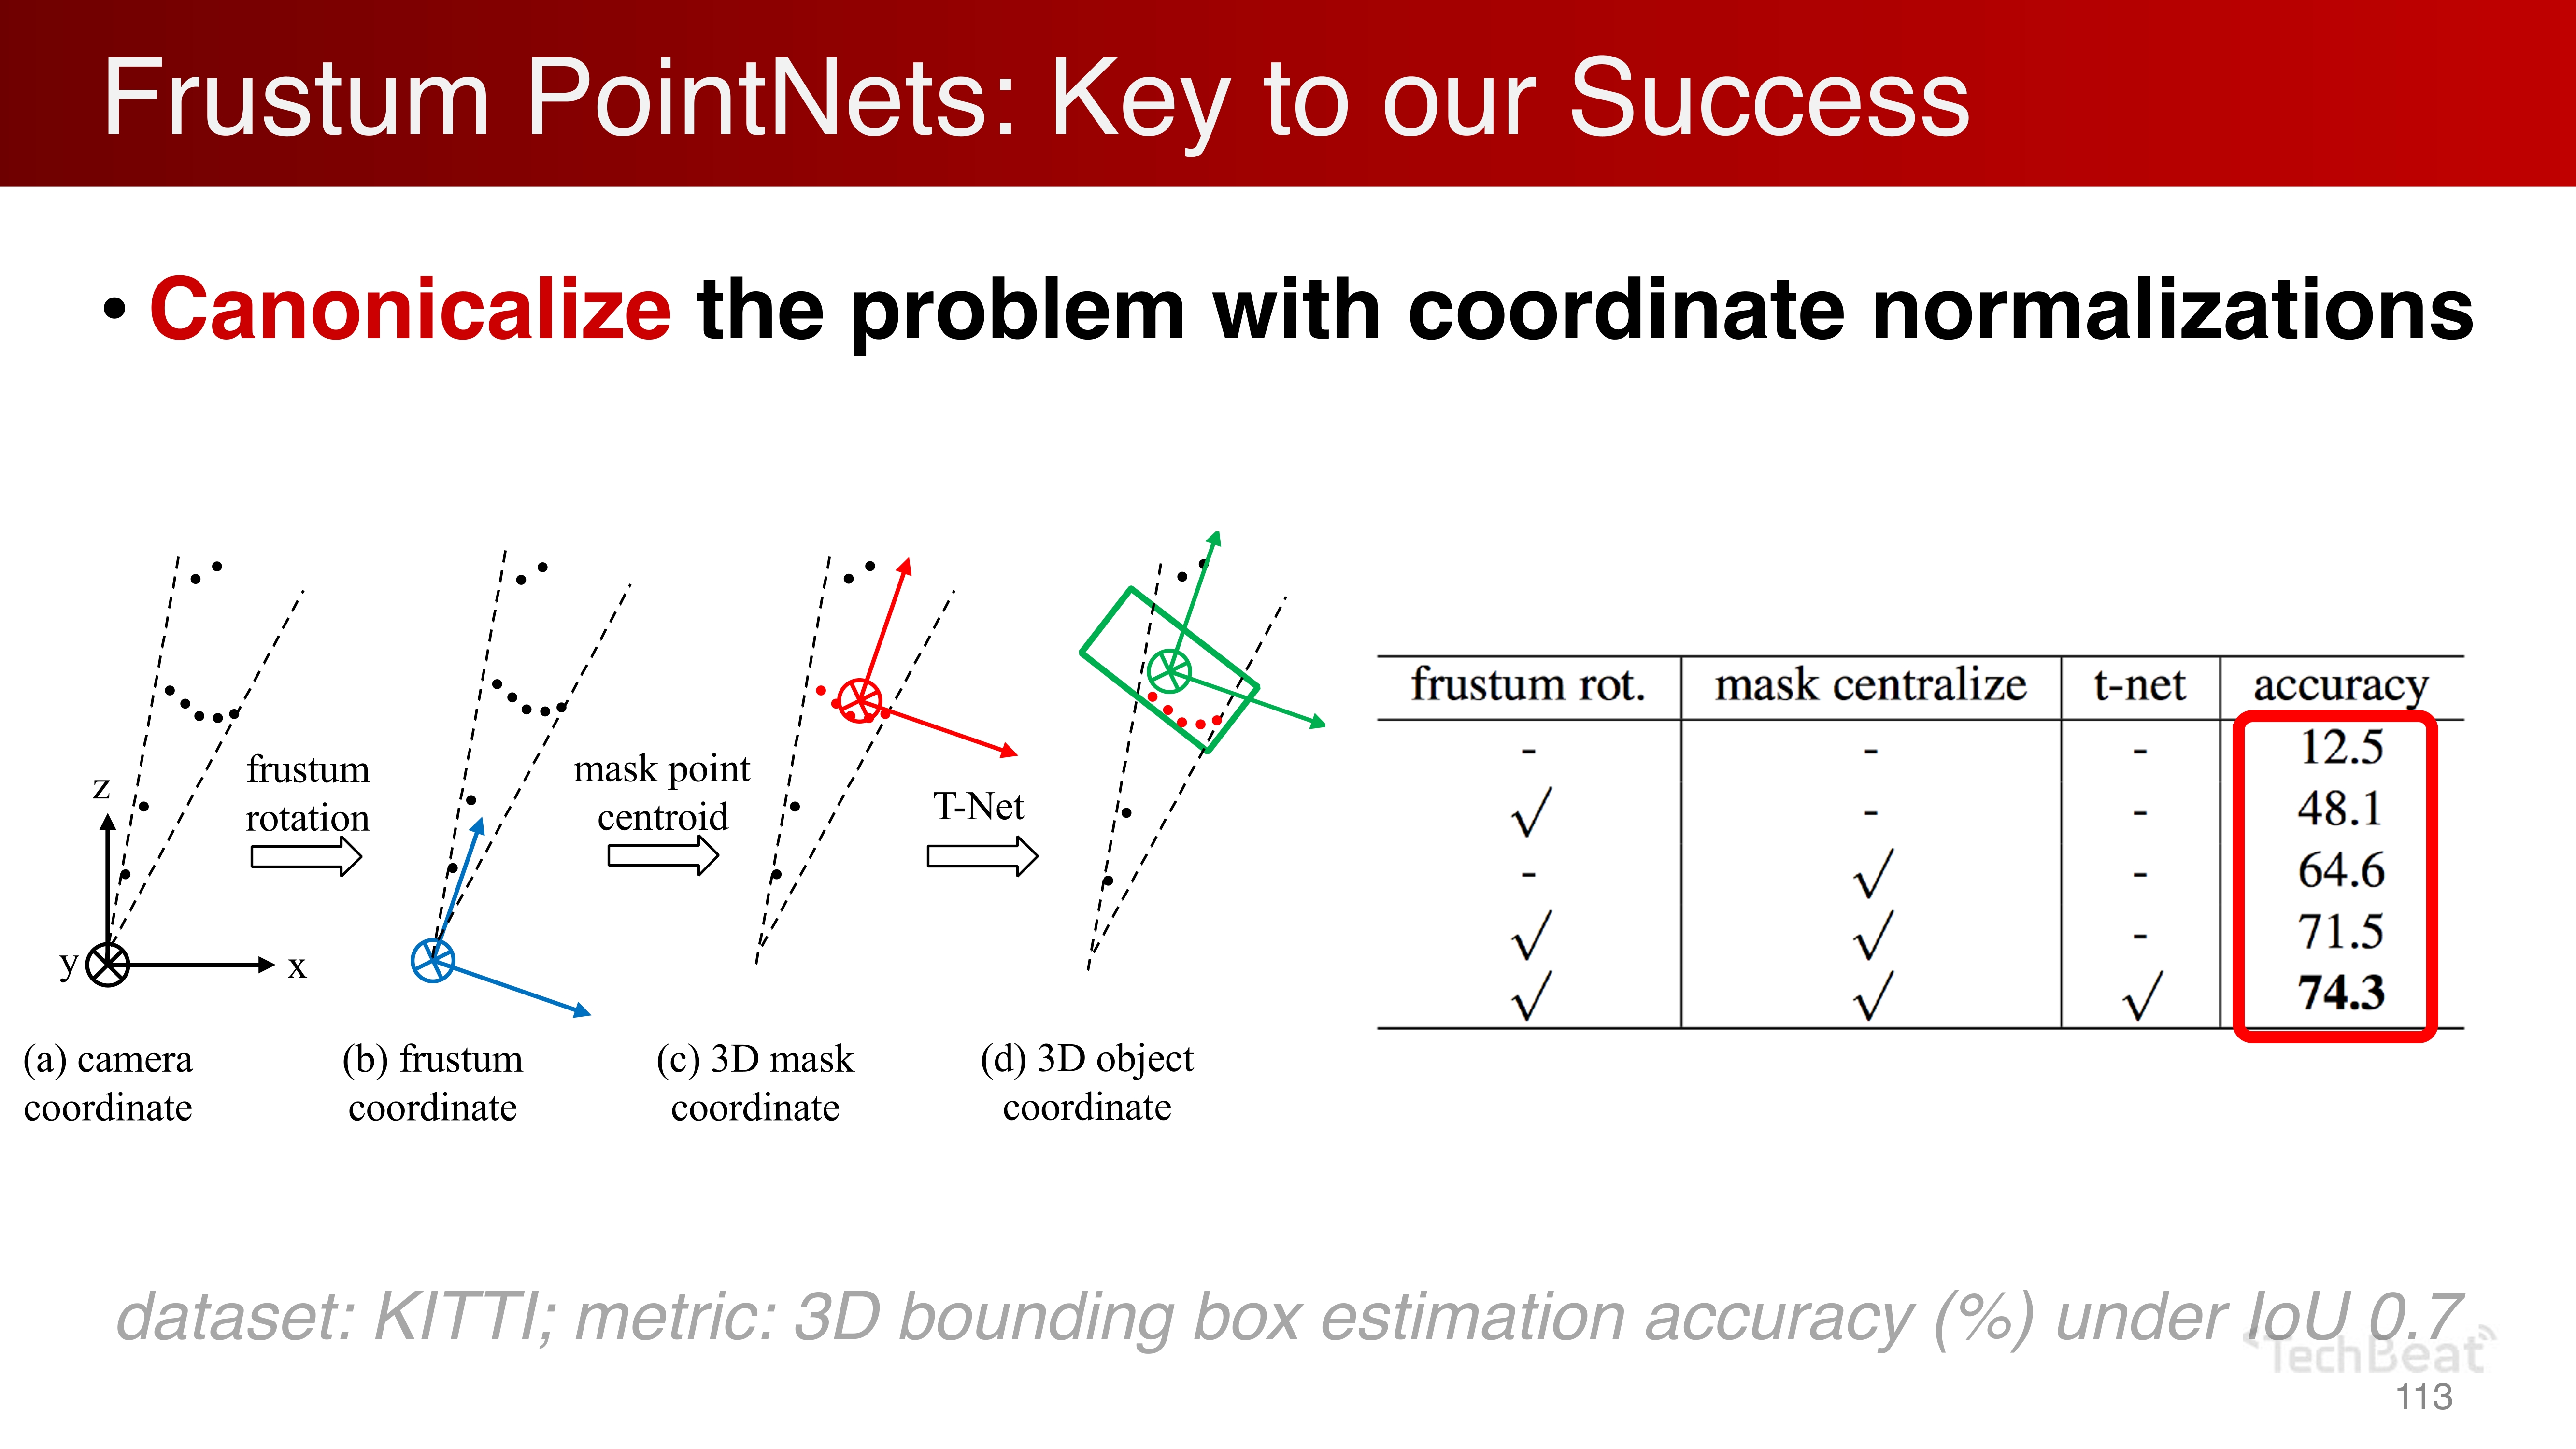 Frustum PointNets: Key to our Success
• Canonicalize the problem with coordinate normalizations
z
y
x
frustum
rotation
mask point
centroid
T-Net
(a) camera
coordinate
(b) frustum
coordinate
(c) 3D mask
coordinate
(d) 3D object
coordinate
frustum rot. mask centralize t-net accuracy
- - - 12.5
√ - - 48.1
- √ - 64.6
√ √ - 71.5
√ √ √ 74.3
dataset: KITTI; metric: 3D bounding box estimation accuracy (%) under IoU 0.7
TechBeat
113